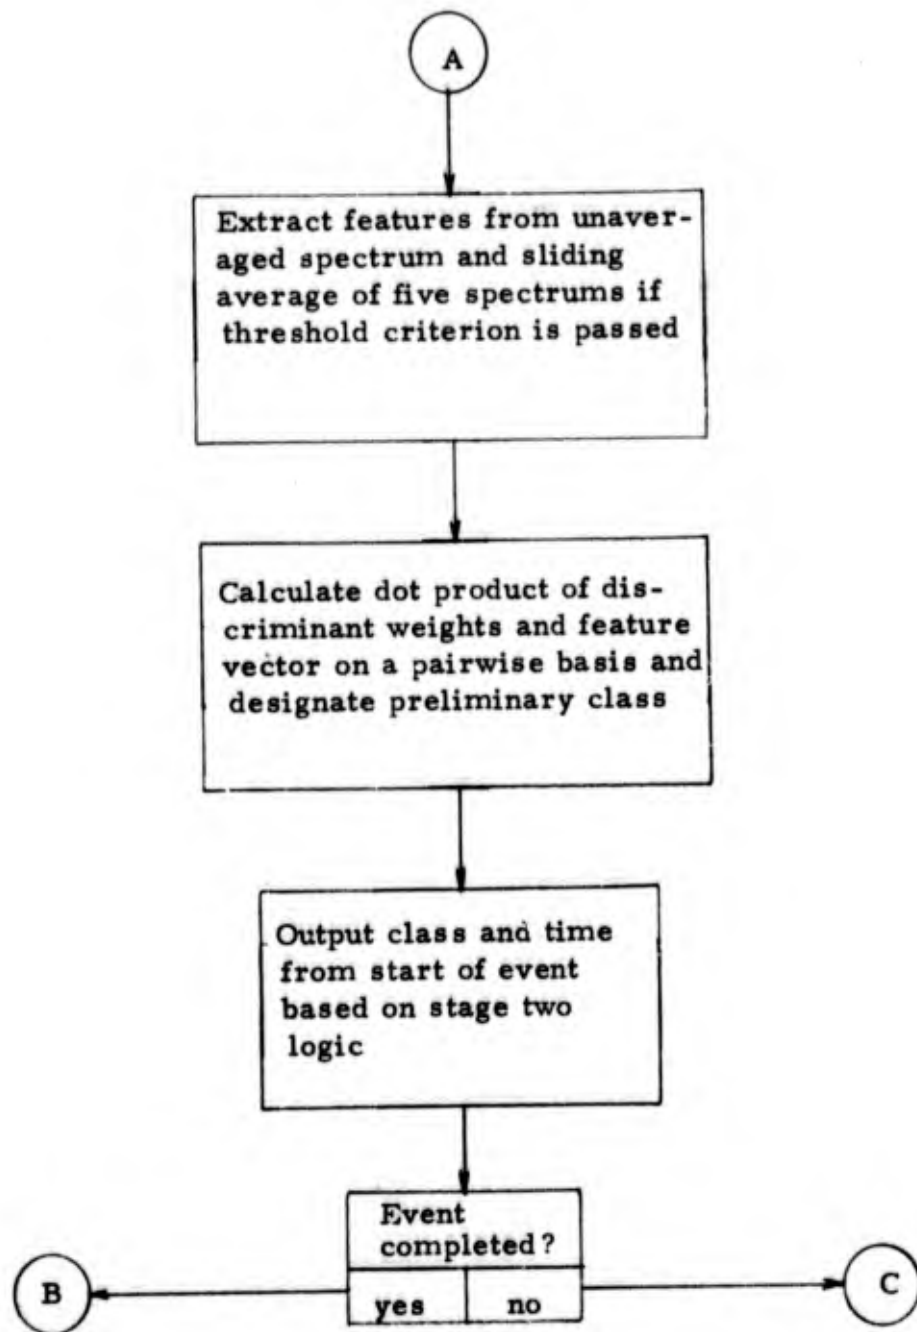 A
Extract features from unaver-
aged spectrum and sliding
average of five spectrums if
threshold criterion is passed
Calculate dot product of dis-
criminant weights and feature
vector on a pairwise basis and
designate preliminary class
Output class and time
from start of event
based on stage two
logic
Event
completed?
B
yes
no
C